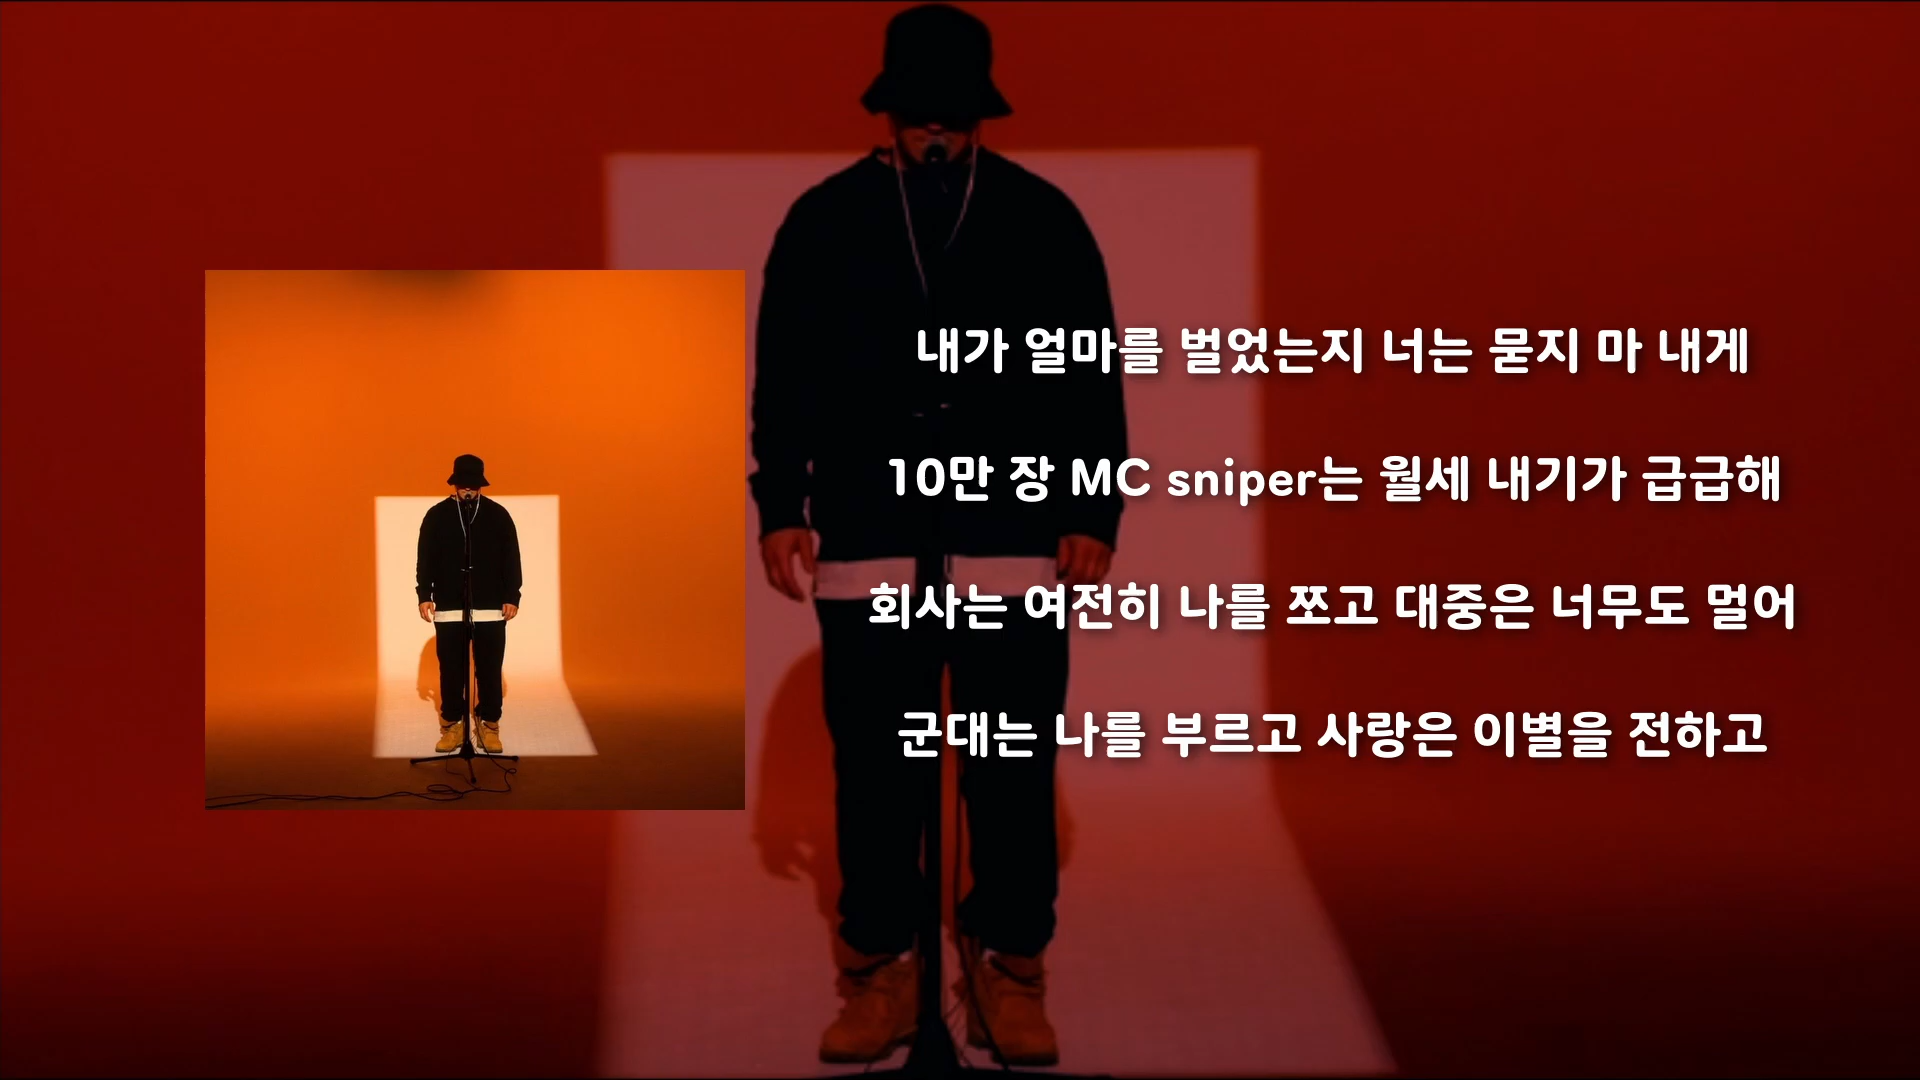 내가 얼마를 벌었는지 너는 묻지 마 내게
10만 장 MC sniper는 월세 내기가 급급해
회사는 여전히 나를 쪼고 대중은 너무도 멀어
군대는 나를 부르고 사랑은 이별을 전하고